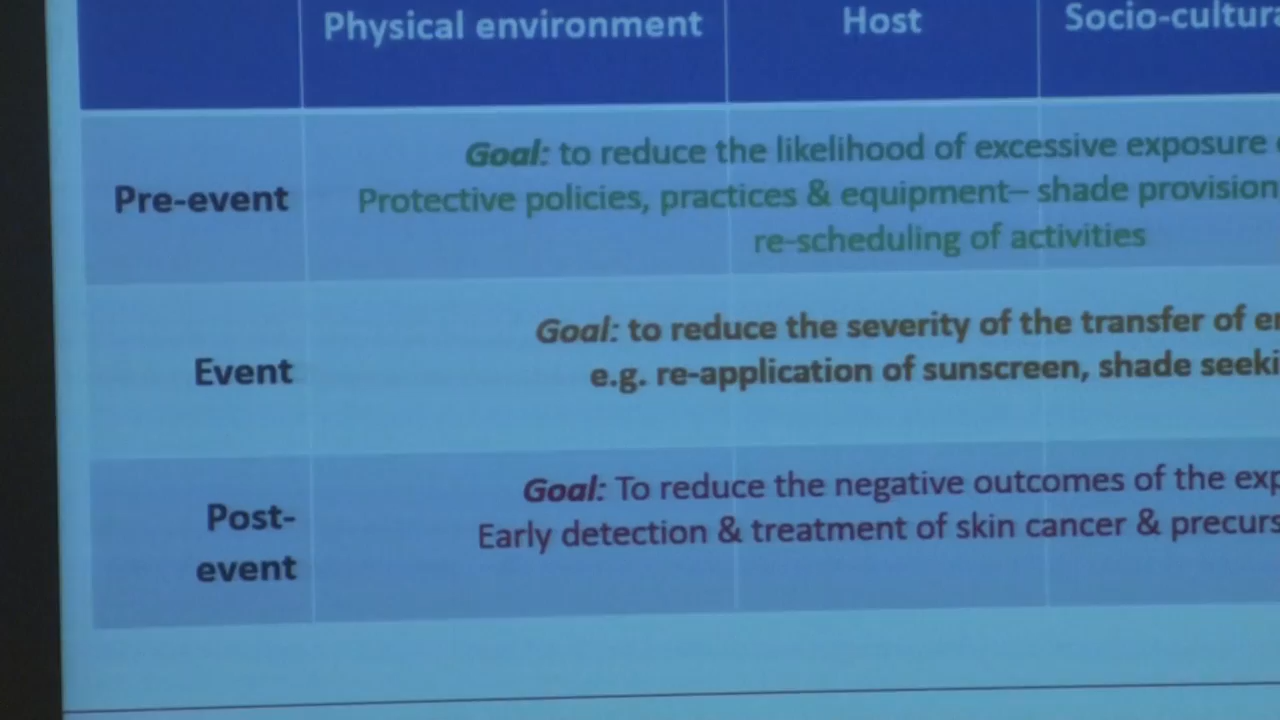 Physical environment Host Socio-cultura
Pre-event
Goal: to reduce the likelihood of excessive exposure
Protective policies, practices & equipment– shade provision
re-scheduling of activities
Event
Goal: to reduce the severity of the transfer of
e.g. re-application of sunscreen, shade
Post-
event
Goal: To reduce the negative outcomes of the
Early detection & treatment of skin cancer &